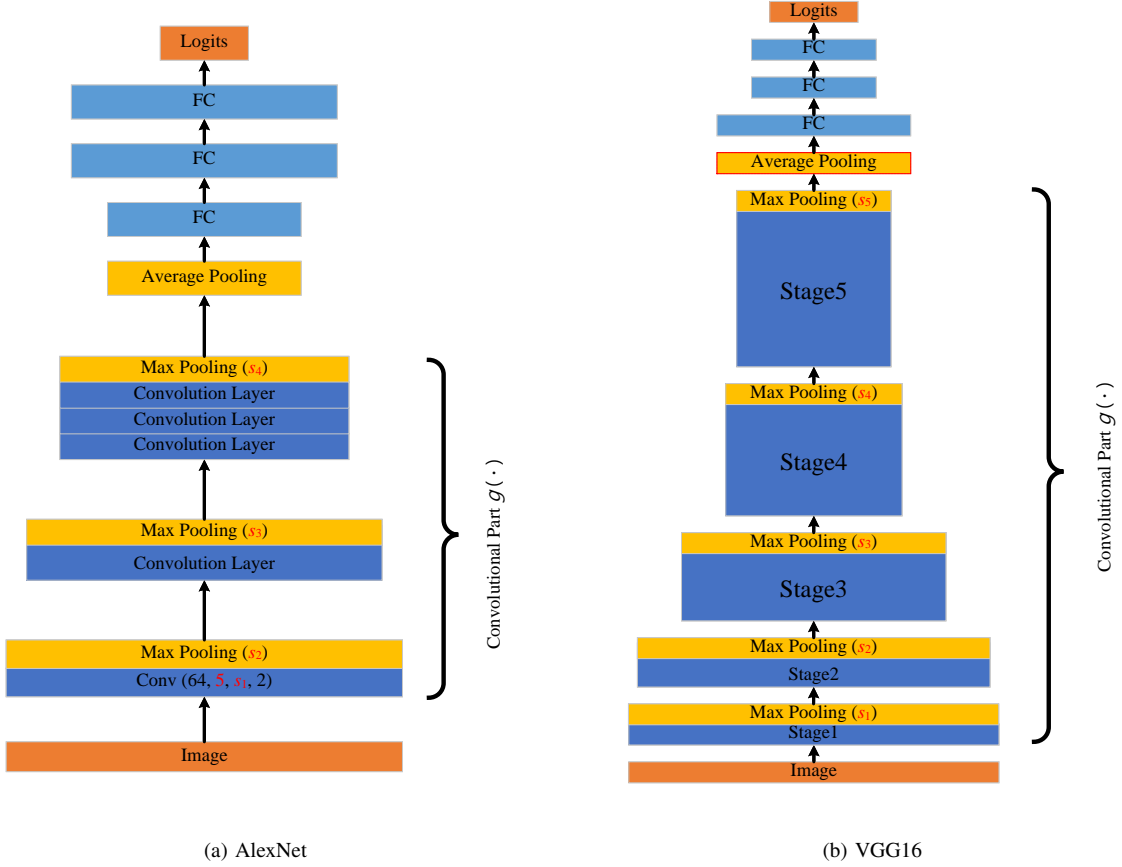 Logits
FC
FC
FC
Average Pooling
Max Pooling (s4)
Convolution Layer
Convolution Layer
Convolution Layer
Max Pooling (s3)
Convolution Layer
Max Pooling (s2)
Conv (64, 5, s1, 2)
Image
Convolutional Part g(·)
(a) AlexNet
Logits
FC
FC
FC
Average Pooling
Max Pooling (s5)
Stage5
Max Pooling (s4)
Stage4
Max Pooling (s3)
Stage3
Max Pooling (s2)
Stage2
Max Pooling (s1)
Stage1
Image
Convolutional Part g(·)
(b) VGG16